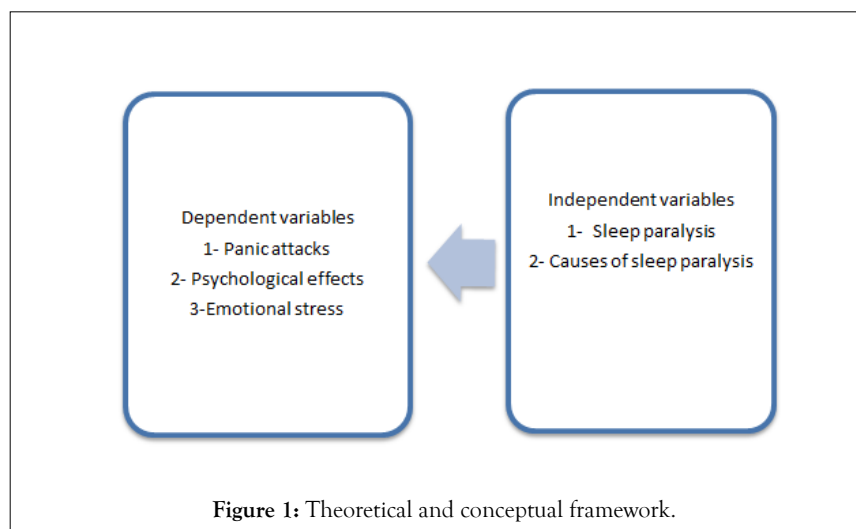 Dependent variables
1- Panic attacks
2- Psychological effects
3-Emotional stress
Independent variables
1- Sleep paralysis
2- Causes of sleep paralysis
Figure 1: Theoretical and conceptual framework.